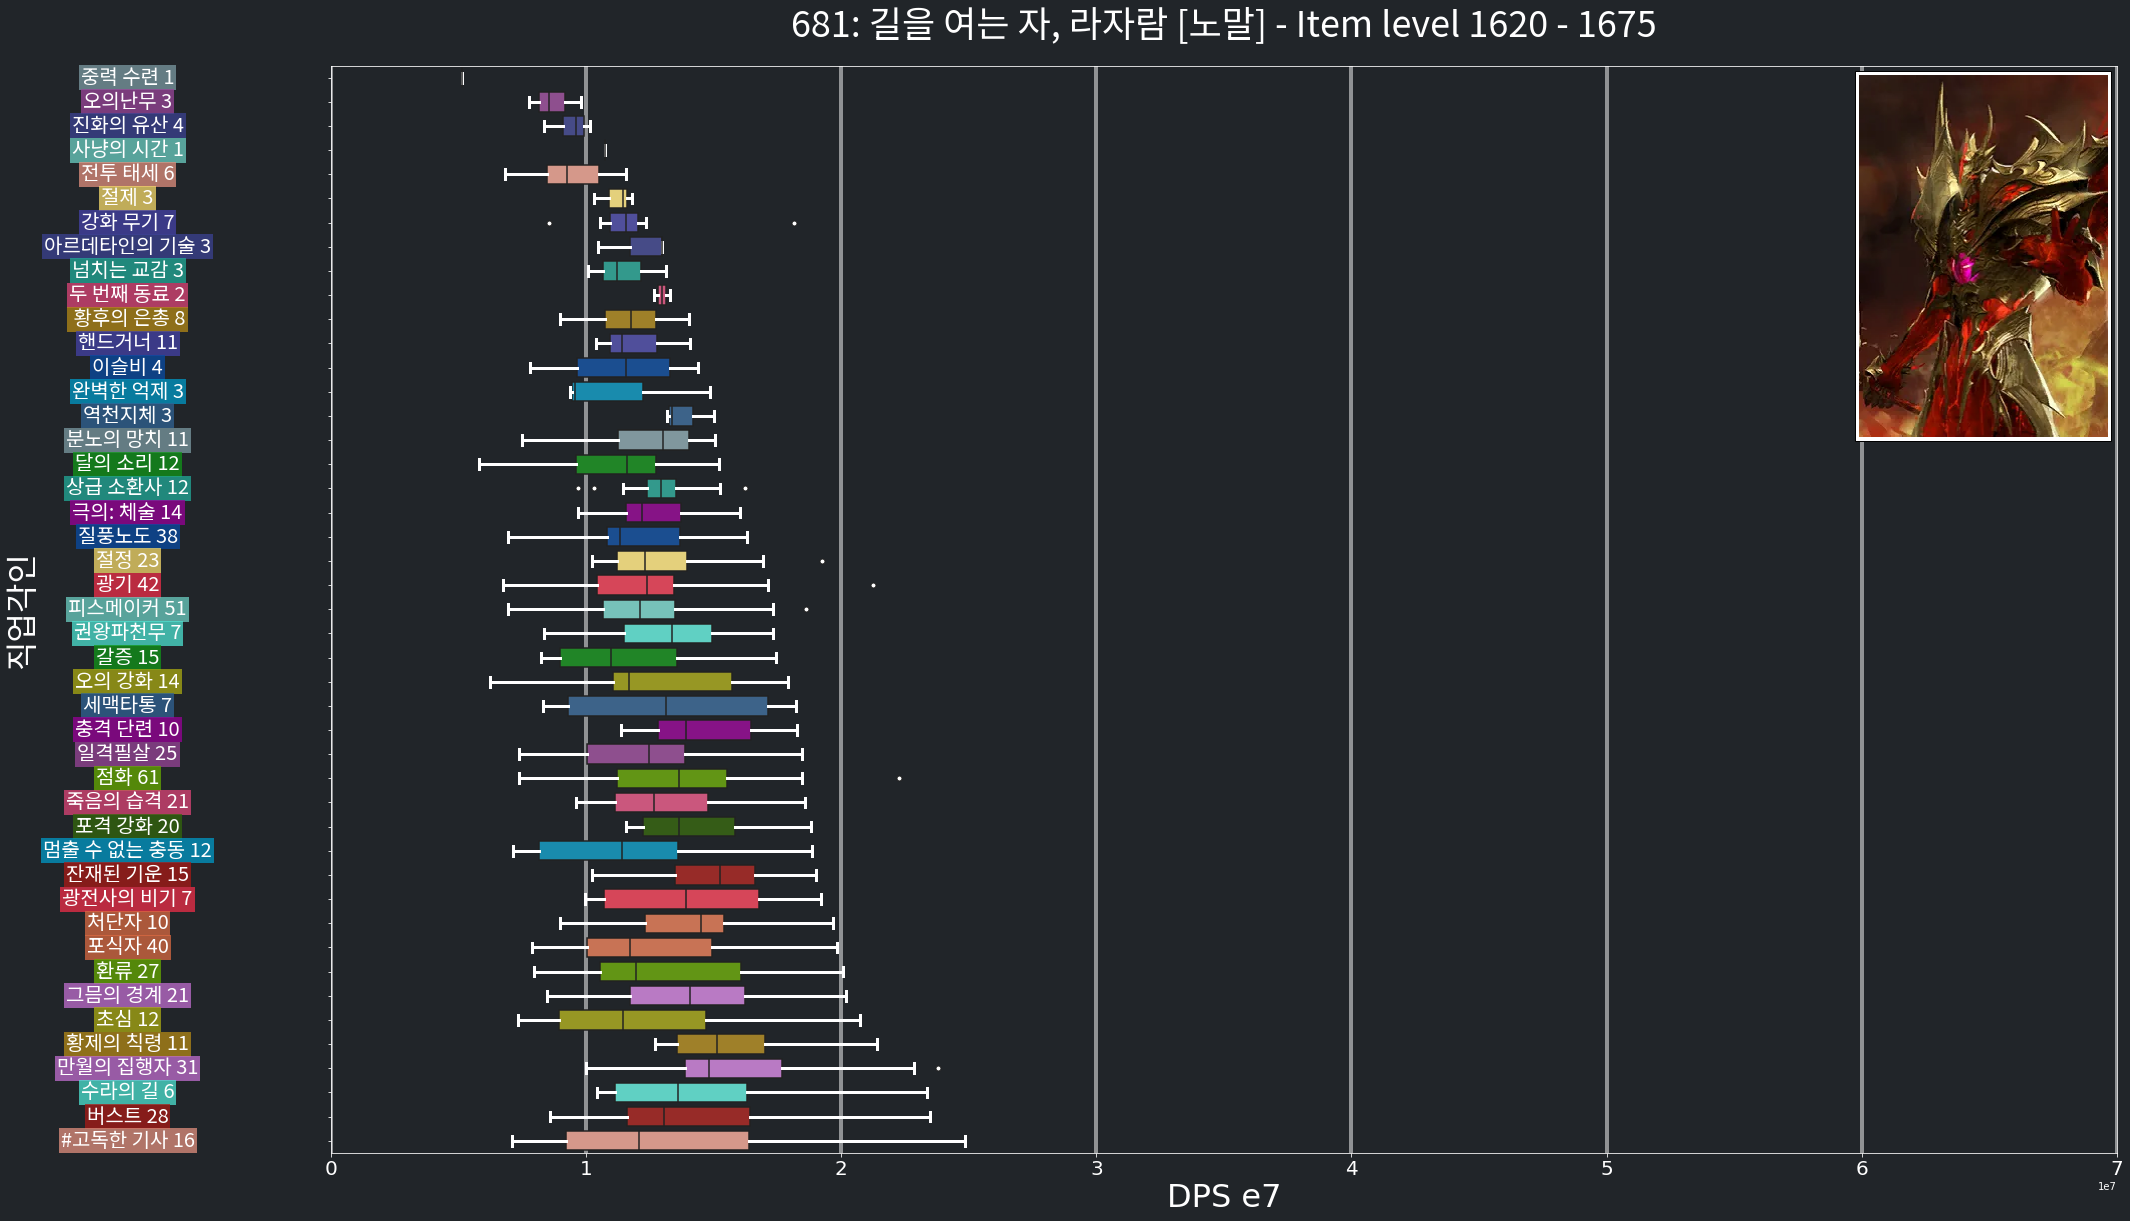 681: 길을 여는 자, 라자람 [노말] - Item level 1620 - 1675
중력 수련 1
오의난무 3
진화의 유산 4
사냥의 시간 1
전투 태세 6
절제 3
강화 무기 7
아르데타인의 기술 3
넘치는 교감 3
두 번째 동료 2
황후의 은총 8
핸드거너 11
이슬비 4
완벽한 억제 3
역천지체 3
분노의 망치 11
달의 소리 12
상급 소환사 12
극의: 체술 14
질풍노도 38
절정 23
광기 42
피스메이커 51
권왕파천무 7
갈증 15
오의 강화 14
세맥타통 7
충격 단련 10
일격필살 25
점화 61
죽음의 습격 21
포격 강화 20
멈출 수 없는 충동 12
잔재된 기운 15
광전사의 비기 7
처단자 10
포식자 40
환류 27
그믐의 경계 21
초심 12
황제의 칙령 11
만월의 집행자 31
수라의 길 6
버스트 28
#고독한 기사 16
직업각인
0 1 2 3 4 5 6 7
1e7
DPS e7